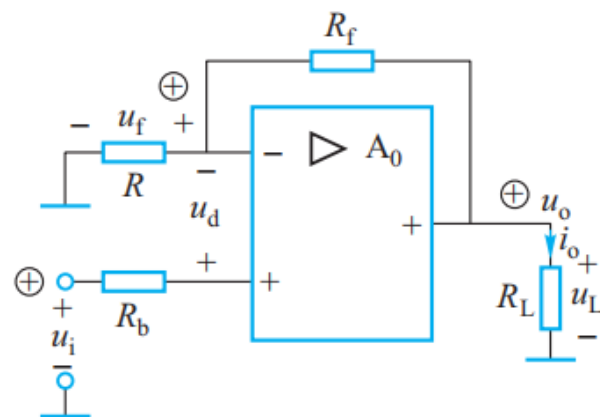 R_f
⊕
− u_f +
R
− ▷ A_0
−
u_d
+
⊕ u_o
+ i_o
⊕ + R_b +
u_i
−
R_L + u_L −